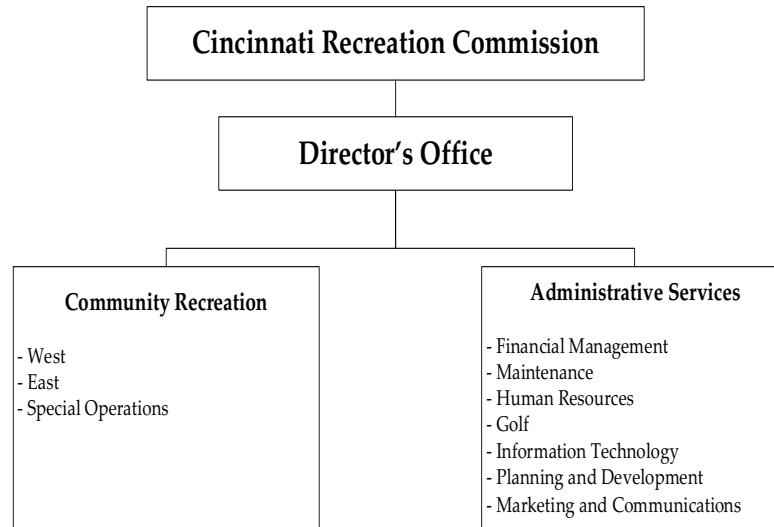 Cincinnati Recreation Commission
Director's Office
Community Recreation
- West
- East
- Special Operations
Administrative Services
- Financial Management
- Maintenance
- Human Resources
- Golf
- Information Technology
- Planning and Development
- Marketing and Communications